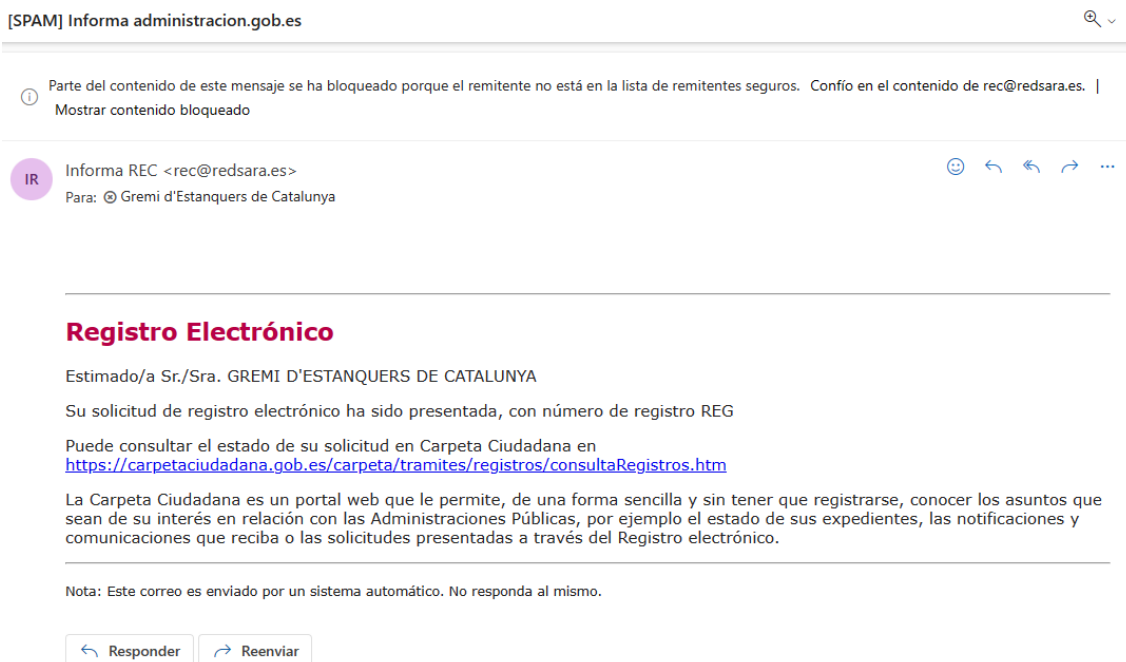 [SPAM] Informa administracion.gob.es
Parte del contenido de este mensaje se ha bloqueado porque el remitente no está en la lista de remitentes seguros. Confío en el contenido de rec@redsara.es. |
Mostrar contenido bloqueado
IR
Informa REC <rec@redsara.es>
Para: Gremi d'Estanquers de Catalunya
Registro Electrónico
Estimado/a Sr./Sra. GREMI D'ESTANQUERS DE CATALUNYA
Su solicitud de registro electrónico ha sido presentada, con número de registro REG
Puede consultar el estado de su solicitud en Carpeta Ciudadana en
https://carpetaciudadana.gob.es/carpeta/tramites/registros/consultaRegistros.htm
La Carpeta Ciudadana es un portal web que le permite, de una forma sencilla y sin tener que registrarse, conocer los asuntos que
sean de su interés en relación con las Administraciones Públicas, por ejemplo el estado de sus expedientes, las notificaciones y
comunicaciones que reciba o las solicitudes presentadas a través del Registro electrónico.
Nota: Este correo es enviado por un sistema automático. No responda al mismo.
Responder Reenviar